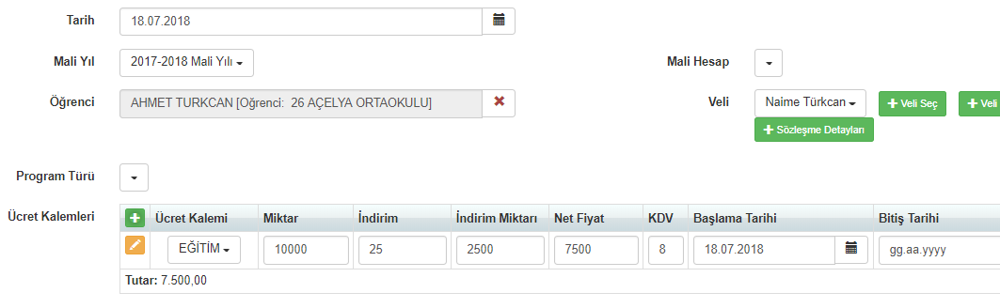 Tarih 18.07.2018
Mali Yıl 2017-2018 Mali Yılı Mali Hesap
Öğrenci AHMET TURKCAN [Öğrenci: 26 AÇELYA ORTAOKULU] Veli Naime Türkcan Veli Seç Veli
Sözleşme Detayları
Program Türü
Ücret Kalemleri Ücret Kalemi Miktar İndirim İndirim Miktarı Net Fiyat KDV Başlama Tarihi Bitiş Tarihi
EĞİTİM 10000 25 2500 7500 8 18.07.2018 gg.aa.yyyy
Tutar: 7.500,00